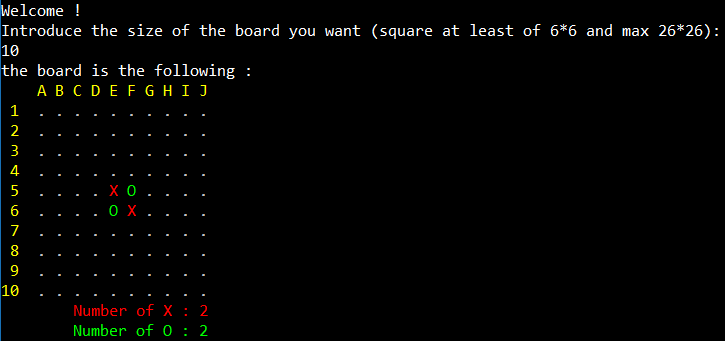 Welcome !
Introduce the size of the board you want (square at least of 6*6 and max 26*26):
10
the board is the following :
    A B C D E F G H I J
 1  . . . . . . . . . .
 2  . . . . . . . . . .
 3  . . . . . . . . . .
 4  . . . . . . . . . .
 5  . . . . X O . . . .
 6  . . . . O X . . . .
 7  . . . . . . . . . .
 8  . . . . . . . . . .
 9  . . . . . . . . . .
10  . . . . . . . . . .
        Number of X : 2
        Number of O : 2